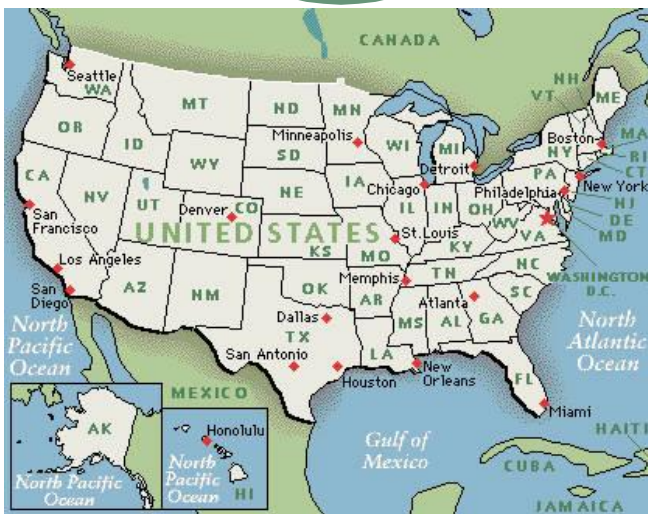 CANADA
NH
VT
ME
Seattle
WA
MT
ND
MN
OR
ID
Minneapolis
WI
MI
Boston
MA
NY
RI
SD
WY
Detroit
PA
CT
CA
NV
UT
Denver
CO
NE
IA
Chicago
IL
IN
OH
Philadelphia
New York
NJ
DE
WV
MD
San
Francisco
UNITED STATES
St. Louis
VA
KS
MO
KY
WASHINGTON
D.C.
Los Angeles
AZ
NM
OK
Memphis
TN
NC
AR
SC
San
Diego
Atlanta
Dallas
MS
AL
GA
North
Pacific
Ocean
North
Atlantic
Ocean
TX
San Antonio
LA
Houston
New
Orleans
FL
MEXICO
Miami
AK
Honolulu
Gulf of
Mexico
HAITI
North Pacific
Ocean
North
Pacific
Ocean
HI
CUBA
JAMAICA